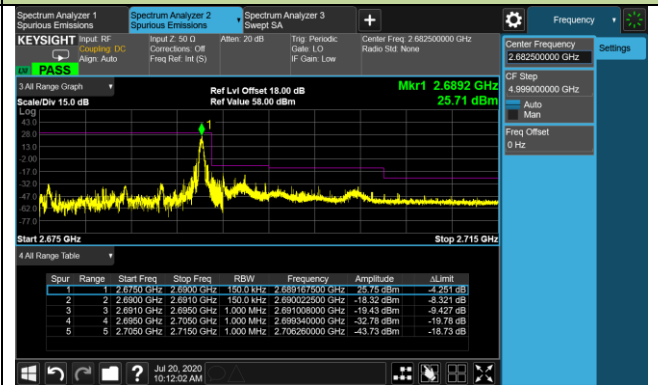 Spectrum Analyzer 1
Spurious Emissions
Spectrum Analyzer 2
Spurious Emissions
Spectrum Analyzer 3
Swept SA
Frequency
KEYSIGHT
Input: RF
Coupling: DC
Align: Auto
Input Z: 50 Ω
Corrections: Off
Freq Ref: Int (S)
Atten: 20 dB
Trig: Periodic
Gate: LO
IF Gain: Low
Center Freq: 2.682500000 GHz
Radio Std: None
PASS
Center Frequency
2.682500000 GHz
Settings
CF Step
4.999000000 GHz
Auto
Man
Freq Offset
0 Hz
3 All Range Graph
Scale/Div 15.0 dB
Ref Lvl Offset 18.00 dB
Ref Value 58.00 dBm
Mkr1 2.6892 GHz
25.71 dBm
Log
43.0
28.0
13.0
-2.00
-17.0
-32.0
-47.0
-62.0
-77.0
1
Start 2.675 GHz
Stop 2.715 GHz
4 All Range Table
Spur Range Start Freq Stop Freq RBW Frequency Amplitude ΔLimit
1 1 2.6750 GHz 2.6900 GHz 150.0 kHz 2.689167500 GHz 25.75 dBm -4.251 dB
2 2 2.6900 GHz 2.6910 GHz 150.0 kHz 2.690022500 GHz -18.32 dBm -8.321 dB
3 3 2.6910 GHz 2.6950 GHz 1.000 MHz 2.691008000 GHz -19.43 dBm -9.427 dB
4 4 2.6950 GHz 2.7050 GHz 1.000 MHz 2.699340000 GHz -32.78 dBm -19.78 dB
5 5 2.7050 GHz 2.7150 GHz 1.000 MHz 2.706260000 GHz -43.73 dBm -18.73 dB
Jul 20, 2020
10:12:02 AM